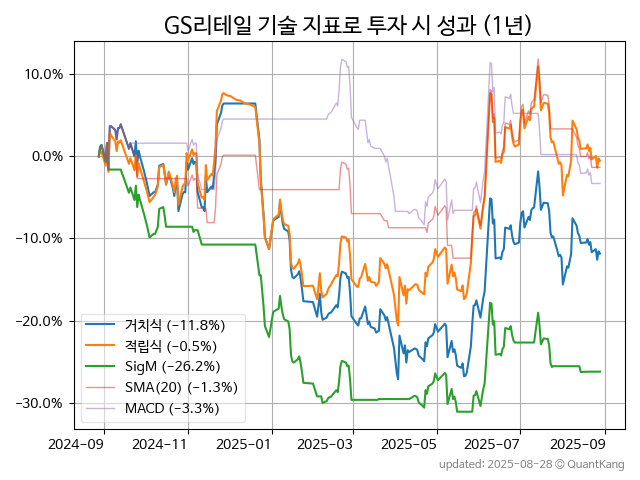 GS리테일 기술 지표로 투자 시 성과 (1년)
10.0%
0.0%
−10.0%
−20.0%
−30.0%
거치식 (−11.8%)
적립식 (−0.5%)
SigM (−26.2%)
SMA(20) (−1.3%)
MACD (−3.3%)
2024-09 2024-11 2025-01 2025-03 2025-05 2025-07 2025-09
updated: 2025-08-28 ⓒ QuantKang